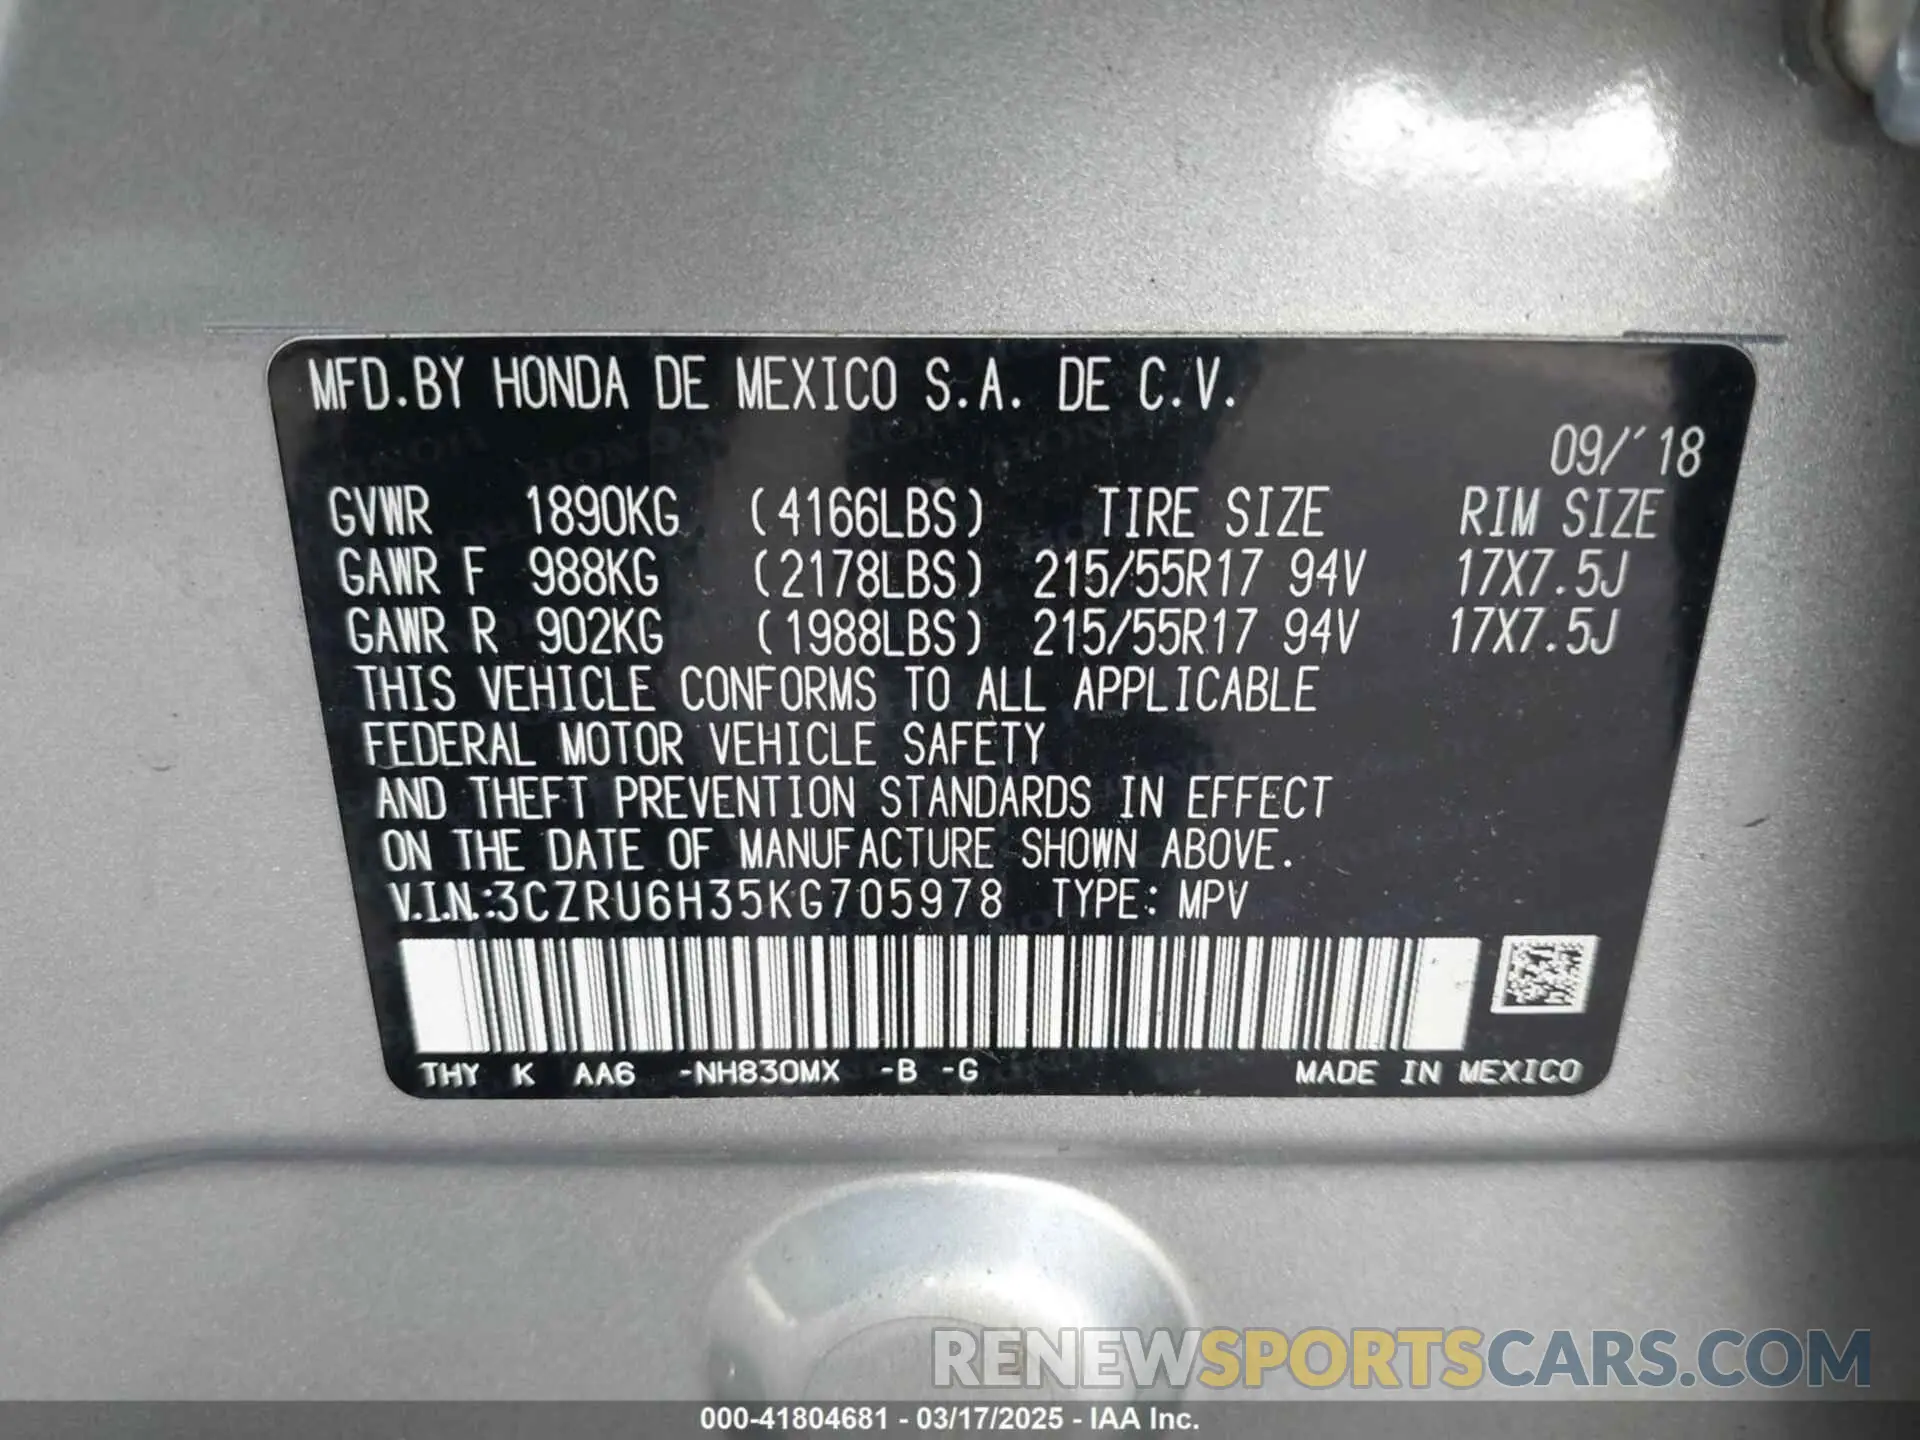 MFD.BY HONDA DE MEXICO S.A. DE C.V.
09/'18
GVWR 1890KG (4166LBS) TIRE SIZE RIM SIZE
GAWR F 988KG (2178LBS) 215/55R17 94V 17X7.5J
GAWR R 902KG (1988LBS) 215/55R17 94V 17X7.5J
THIS VEHICLE CONFORMS TO ALL APPLICABLE
FEDERAL MOTOR VEHICLE SAFETY
AND THEFT PREVENTION STANDARDS IN EFFECT
ON THE DATE OF MANUFACTURE SHOWN ABOVE.
V.I.N.:3CZRU6H35KG705978 TYPE: MPV
THY K AA6 -NH830MX -B -G MADE IN MEXICO
RENEWSPORTSCARS.COM
000-41804681 - 03/17/2025 - IAA Inc.